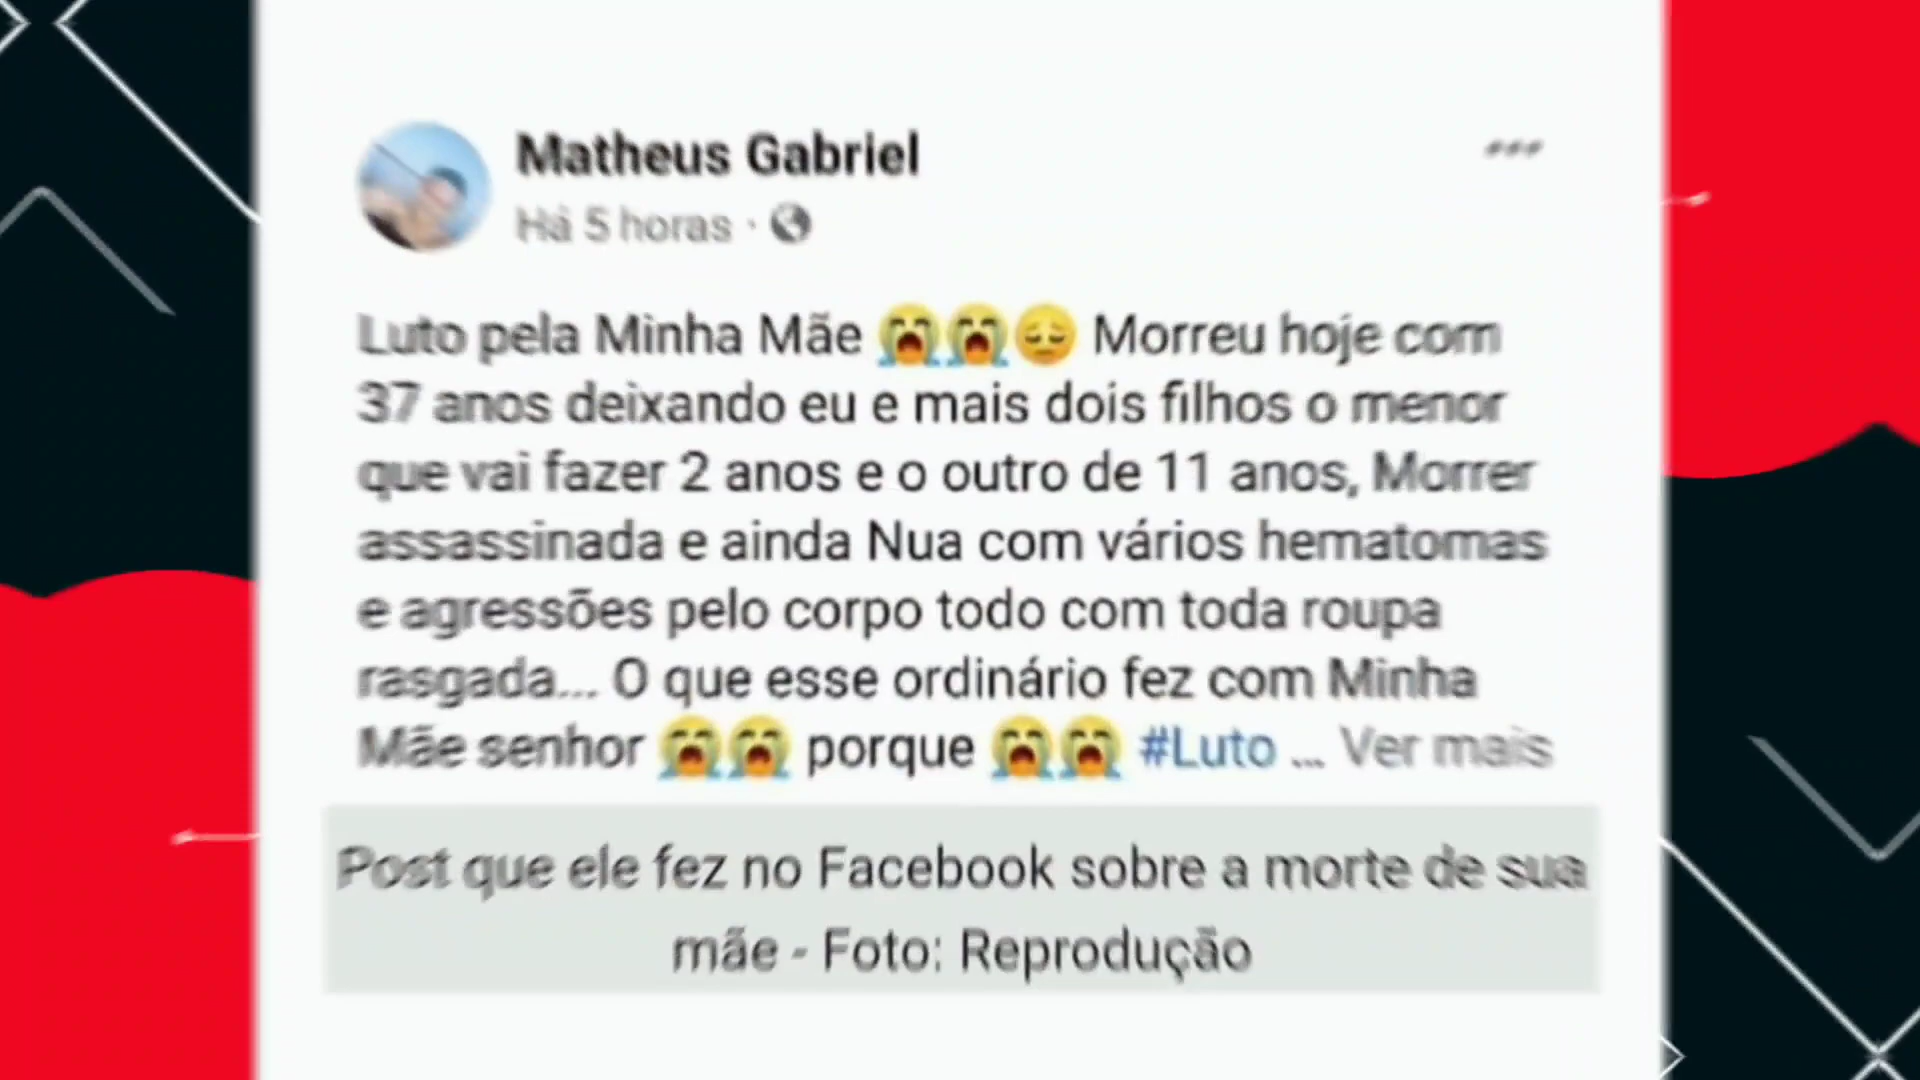 Matheus Gabriel
Há 5 horas ·
Luto pela Minha Mãe 😭😭😔 Morreu hoje com
37 anos deixando eu e mais dois filhos o menor
que vai fazer 2 anos e o outro de 11 anos, Morrer
assassinada e ainda Nua com vários hematomas
e agressões pelo corpo todo com toda roupa
rasgada... O que esse ordinário fez com Minha
Mãe senhor 😭😭 porque 😭😭 #Luto ... Ver mais
Post que ele fez no Facebook sobre a morte de sua
mãe - Foto: Reprodução